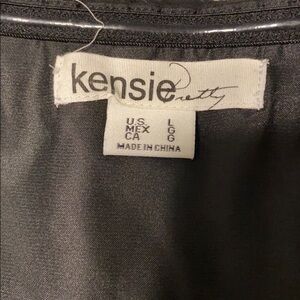 kensie Pretty
U.S. L
MEX G
CA G
MADE IN CHINA